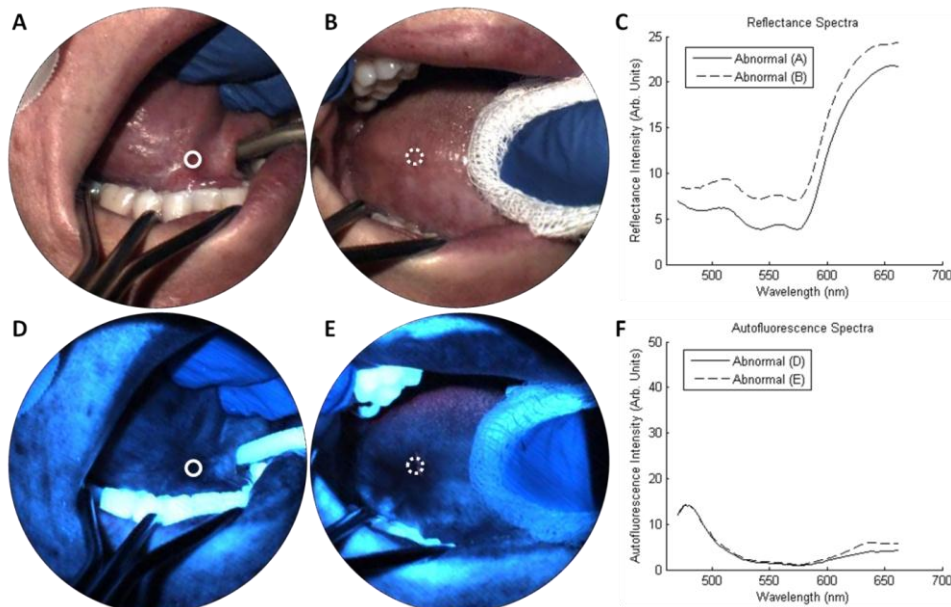 A
B
C
Reflectance Spectra
Reflectance Intensity (Arb. Units)
25
20
15
10
5
0
Abnormal (A)
Abnormal (B)
500
550
600
650
700
Wavelength (nm)
D
E
F
Autofluorescence Spectra
Autofluorescence Intensity (Arb. Units)
50
40
30
20
10
0
Abnormal (D)
Abnormal (E)
500
550
600
650
700
Wavelength (nm)